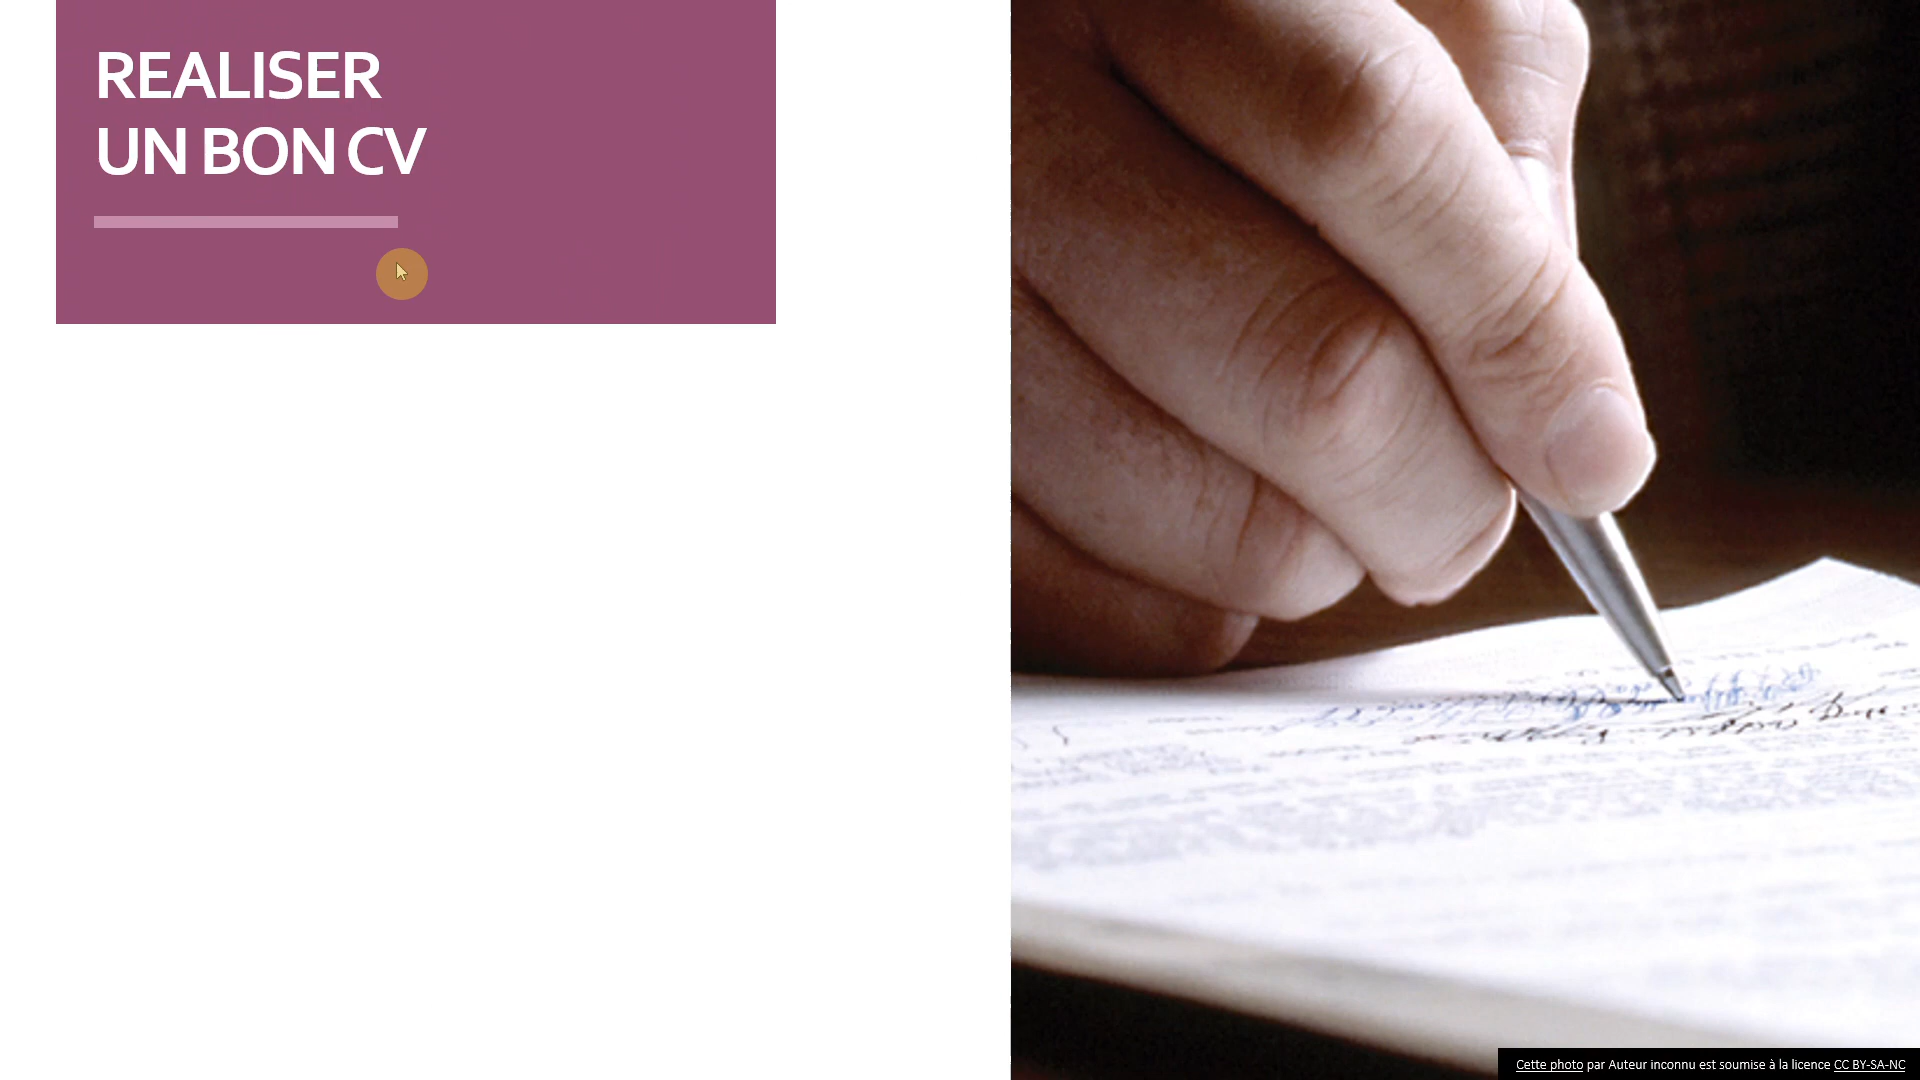 REALISER
UN BON CV
Cette photo par Auteur inconnu est soumise à la licence CC BY-SA-NC